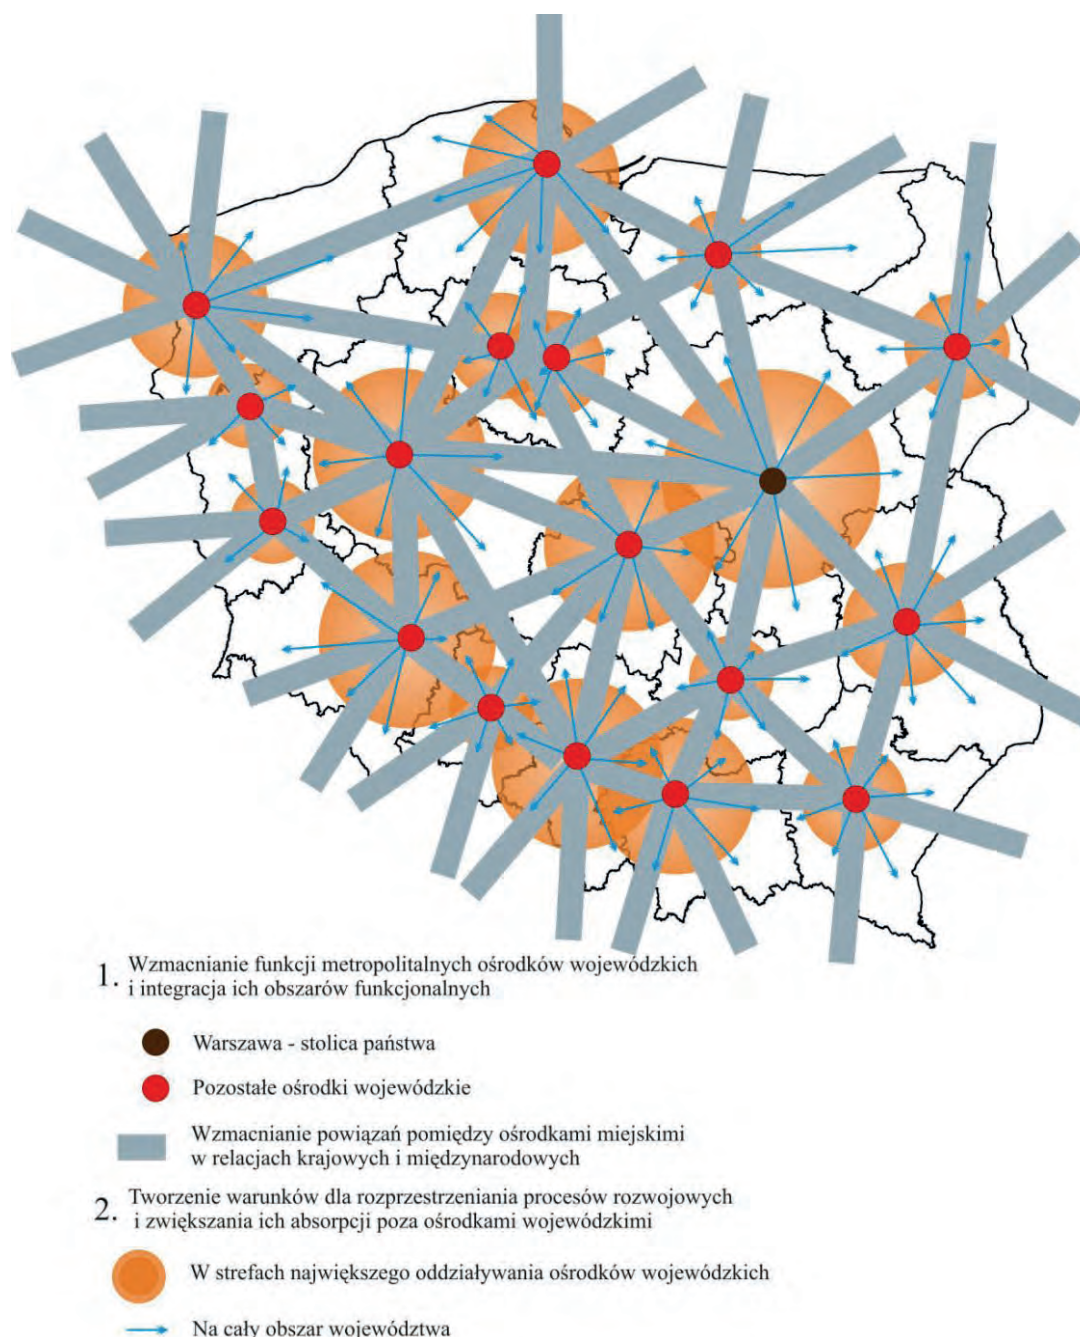 1. Wzmacnianie funkcji metropolitalnych ośrodków wojewódzkich
i integracja ich obszarów funkcjonalnych
Warszawa - stolica państwa
Pozostałe ośrodki wojewódzkie
Wzmacnianie powiązań pomiędzy ośrodkami miejskimi
w relacjach krajowych i międzynarodowych
2. Tworzenie warunków dla rozprzestrzeniania procesów rozwojowych
i zwiększania ich absorpcji poza ośrodkami wojewódzkimi
W strefach największego oddziaływania ośrodków wojewódzkich
Na cały obszar województwa